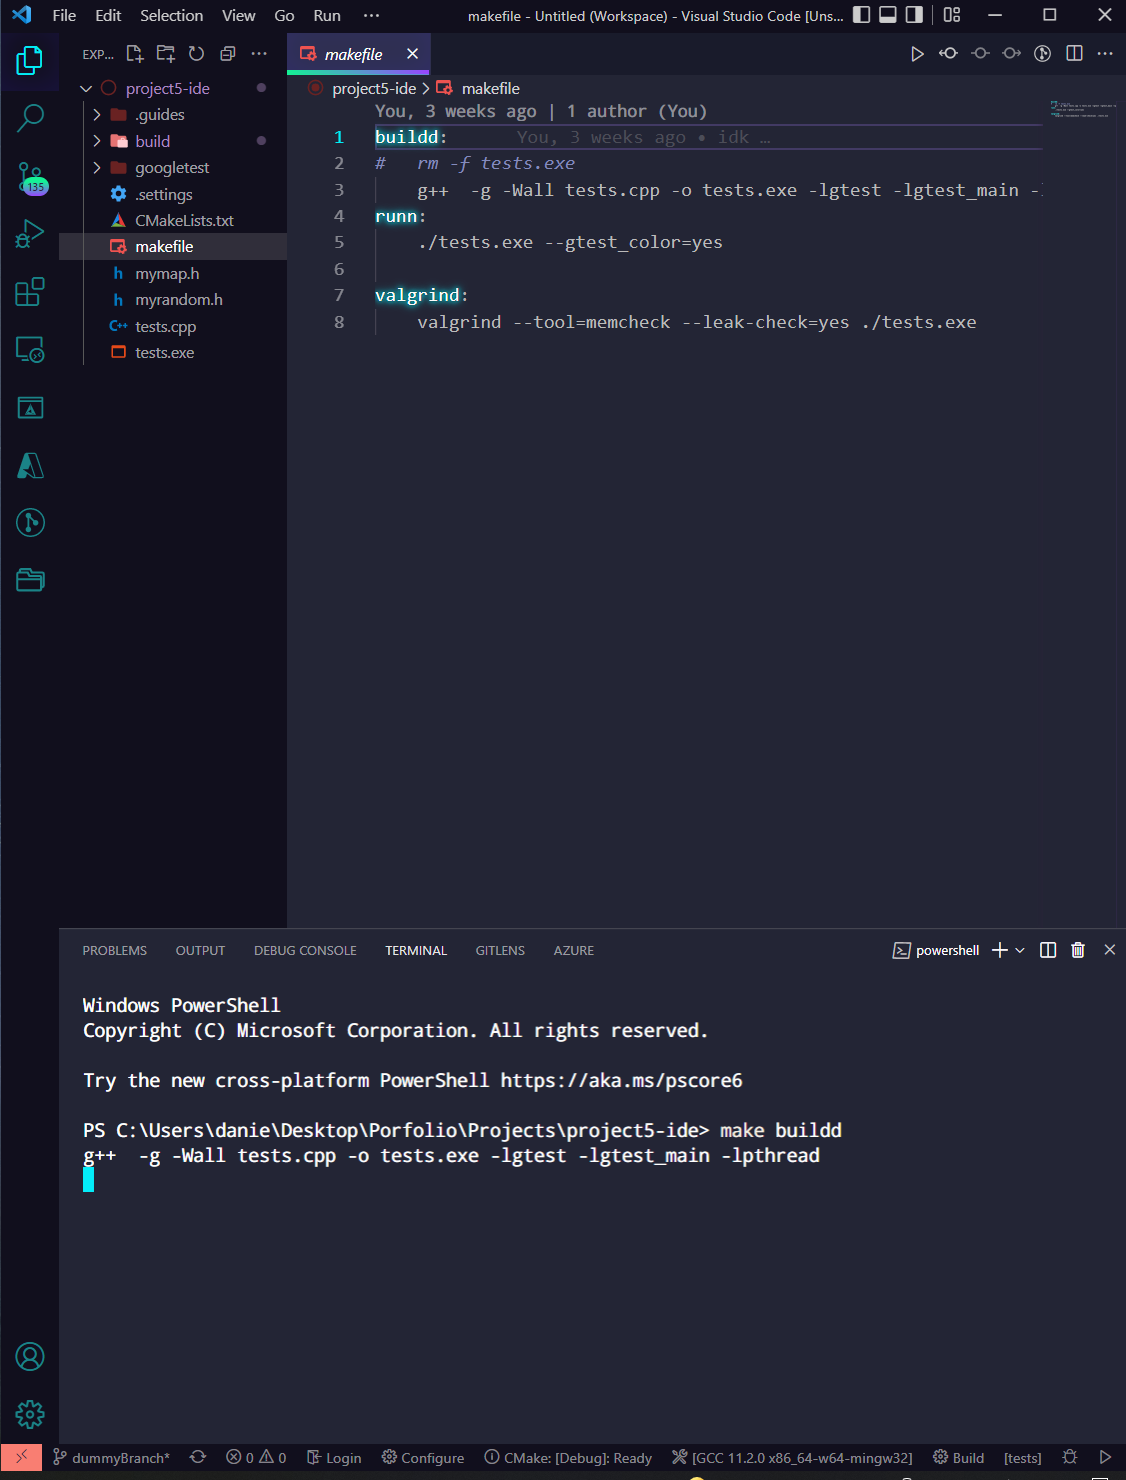 File Edit Selection View Go Run ··· makefile - Untitled (Workspace) - Visual Studio Code [Uns...
EXP... 
project5-ide
.guides
build
googletest
.settings
CMakeLists.txt
makefile
mymap.h
myrandom.h
tests.cpp
tests.exe
135
makefile
project5-ide > makefile
You, 3 weeks ago | 1 author (You)
1 buildd: You, 3 weeks ago • idk …
2 # rm -f tests.exe
3 g++  -g -Wall tests.cpp -o tests.exe -lgtest -lgtest_main -
4 runn:
5 ./tests.exe --gtest_color=yes
6
7 valgrind:
8 valgrind --tool=memcheck --leak-check=yes ./tests.exe
PROBLEMS OUTPUT DEBUG CONSOLE TERMINAL GITLENS AZURE powershell
Windows PowerShell
Copyright (C) Microsoft Corporation. All rights reserved.
Try the new cross-platform PowerShell https://aka.ms/pscore6
PS C:\Users\danie\Desktop\Porfolio\Projects\project5-ide> make buildd
g++  -g -Wall tests.cpp -o tests.exe -lgtest -lgtest_main -lpthread
dummyBranch* 0 0 Login Configure CMake: [Debug]: Ready [GCC 11.2.0 x86_64-w64-mingw32] Build [tests]